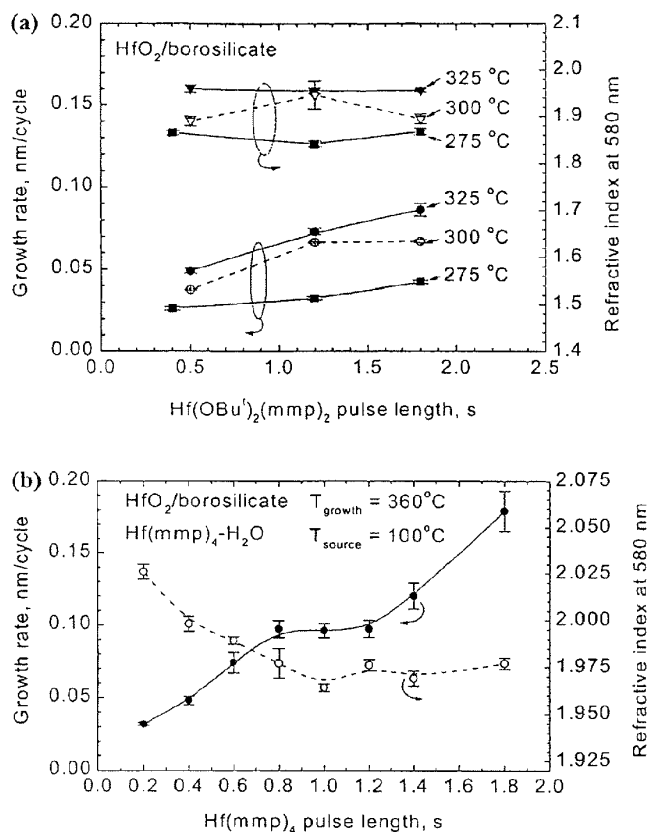 (a)
HfO₂/borosilicate
Growth rate, nm/cycle
0.20
0.15
0.10
0.05
0.00
325 °C
300 °C
275 °C
325 °C
300 °C
275 °C
2.1
2.0
1.9
1.8
1.7
1.6
1.5
1.4
Refractive index at 580 nm
0.0 0.5 1.0 1.5 2.0 2.5
Hf(OBuᵗ)₂(mmp)₂ pulse length, s
(b)
HfO₂/borosilicate T_growth = 360°C
Hf(mmp)₄-H₂O T_source = 100°C
Growth rate, nm/cycle
0.20
0.15
0.10
0.05
0.00
2.075
2.050
2.025
2.000
1.975
1.950
1.925
Refractive index at 580 nm
0.0 0.2 0.4 0.6 0.8 1.0 1.2 1.4 1.6 1.8 2.0
Hf(mmp)₄ pulse length, s